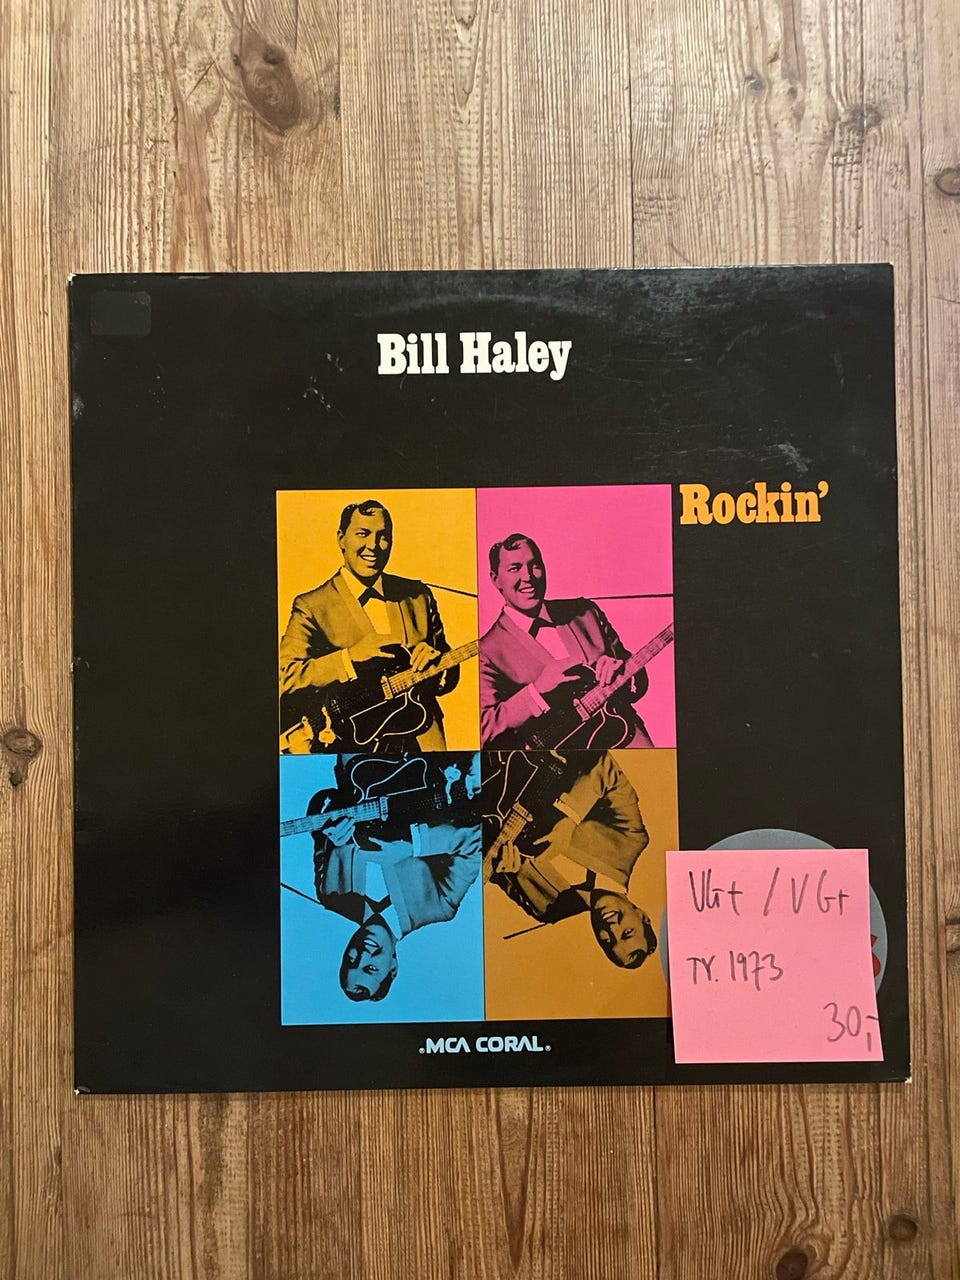 Bill Haley
Rockin’
VG+ / VG+
TY. 1973
30,-
MCA CORAL